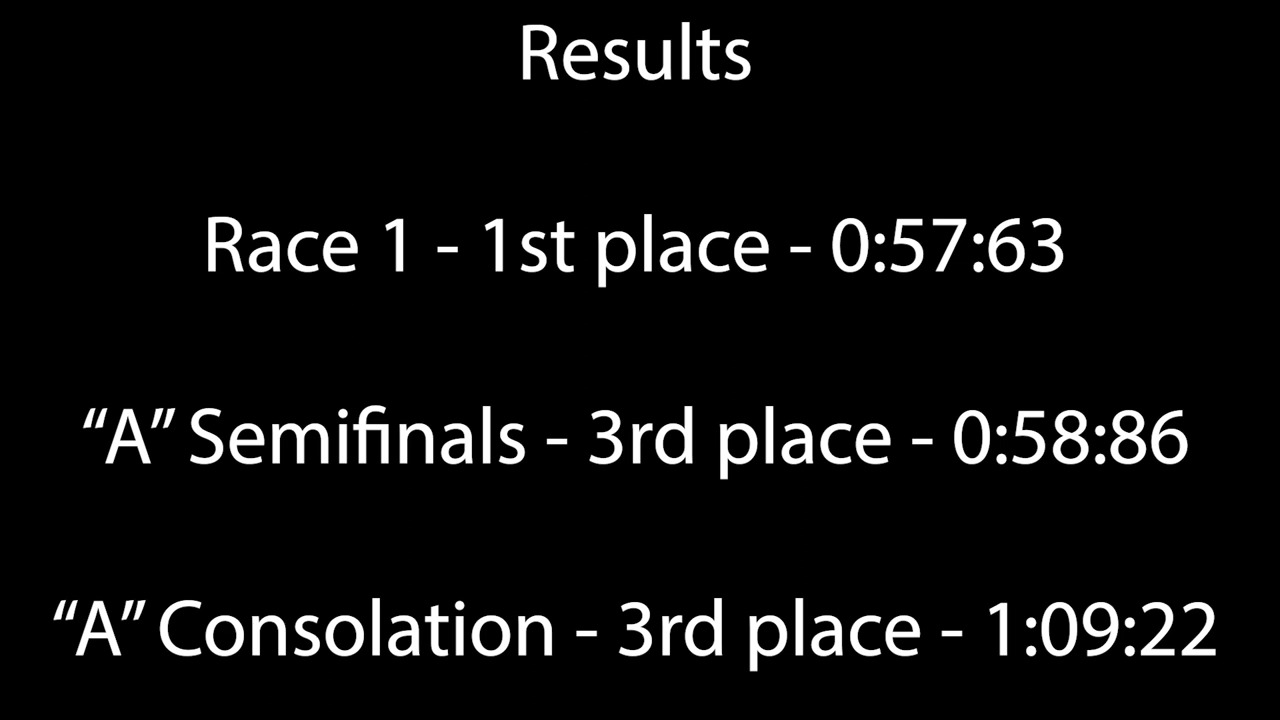 Results
Race 1 - 1st place - 0:57:63
“A” Semifinals - 3rd place - 0:58:86
“A” Consolation - 3rd place - 1:09:22